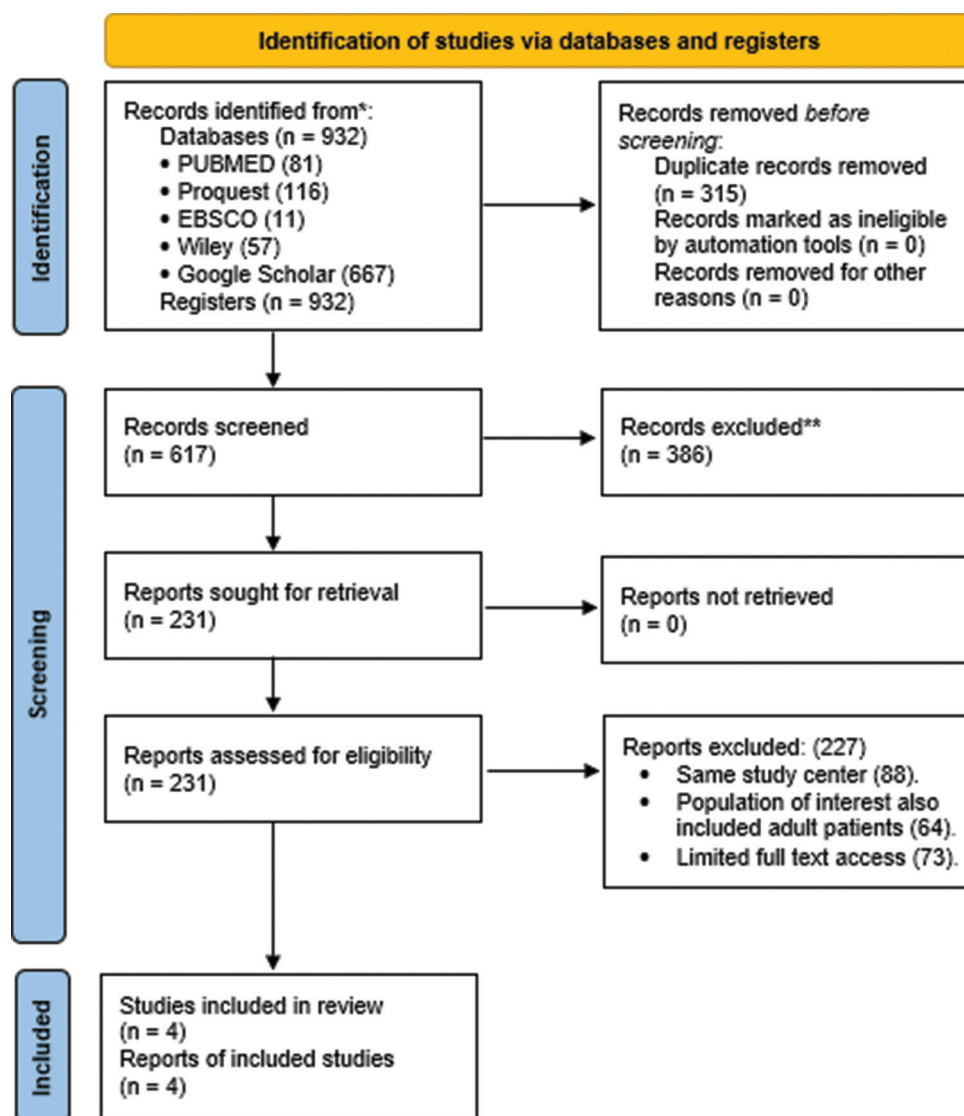 Identification of studies via databases and registers
Identification
Records identified from*:
Databases (n = 932)
• PUBMED (81)
• Proquest (116)
• EBSCO (11)
• Wiley (57)
• Google Scholar (667)
Registers (n = 932)
Records removed before
screening:
Duplicate records removed
(n = 315)
Records marked as ineligible
by automation tools (n = 0)
Records removed for other
reasons (n = 0)
Screening
Records screened
(n = 617)
Records excluded**
(n = 386)
Reports sought for retrieval
(n = 231)
Reports not retrieved
(n = 0)
Reports assessed for eligibility
(n = 231)
Reports excluded: (227)
• Same study center (88).
• Population of interest also
included adult patients (64).
• Limited full text access (73).
Included
Studies included in review
(n = 4)
Reports of included studies
(n = 4)